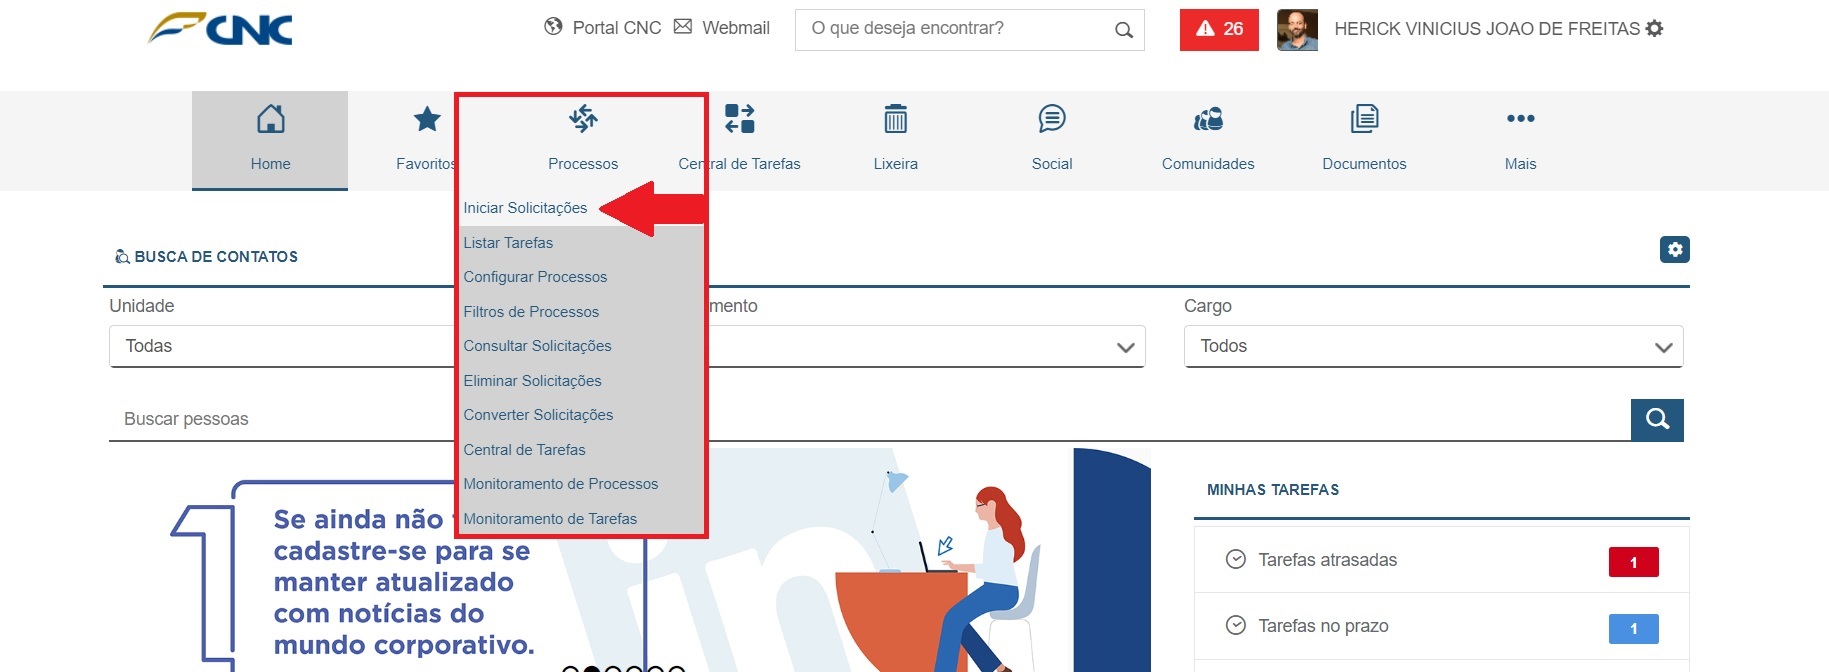 CNC
Portal CNC
Webmail
O que deseja encontrar?
26
HERICK VINICIUS JOAO DE FREITAS
Home
Favoritos
Processos
Central de Tarefas
Lixeira
Social
Comunidades
Documentos
Mais
Iniciar Solicitações
Listar Tarefas
Configurar Processos
Filtros de Processos
Consultar Solicitações
Eliminar Solicitações
Converter Solicitações
Central de Tarefas
Monitoramento de Processos
Monitoramento de Tarefas
BUSCA DE CONTATOS
Unidade
mento
Cargo
Todas
Todos
Buscar pessoas
1
Se ainda não
cadastre-se para se
manter atualizado
com notícias do
mundo corporativo.
in
MINHAS TAREFAS
Tarefas atrasadas
1
Tarefas no prazo
1